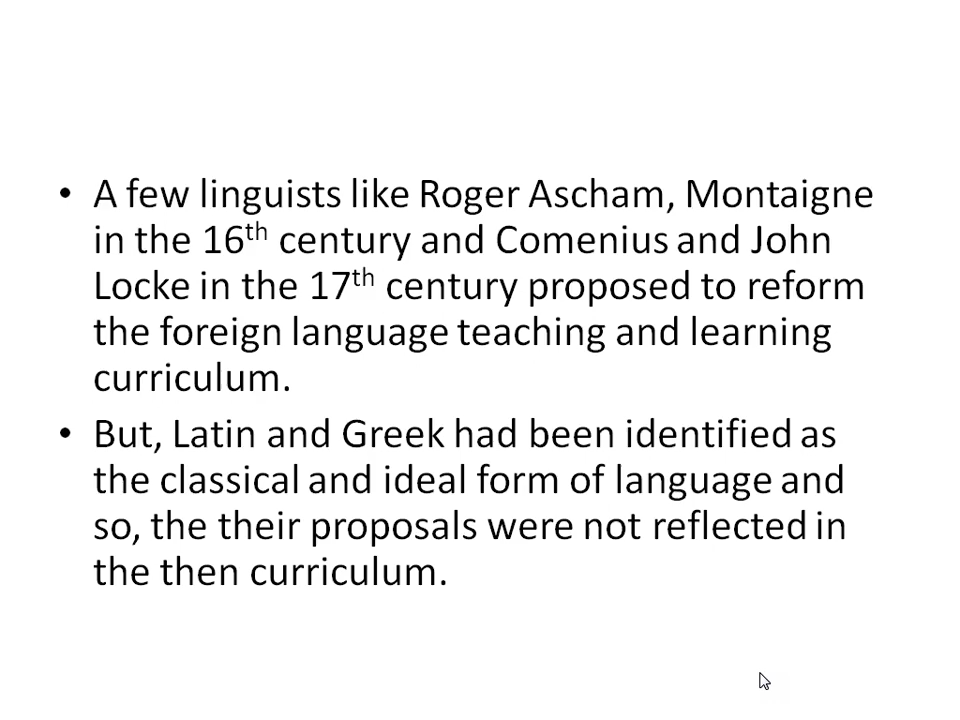 • A few linguists like Roger Ascham, Montaigne
in the 16th century and Comenius and John
Locke in the 17th century proposed to reform
the foreign language teaching and learning
curriculum.
• But, Latin and Greek had been identified as
the classical and ideal form of language and
so, the their proposals were not reflected in
the then curriculum.